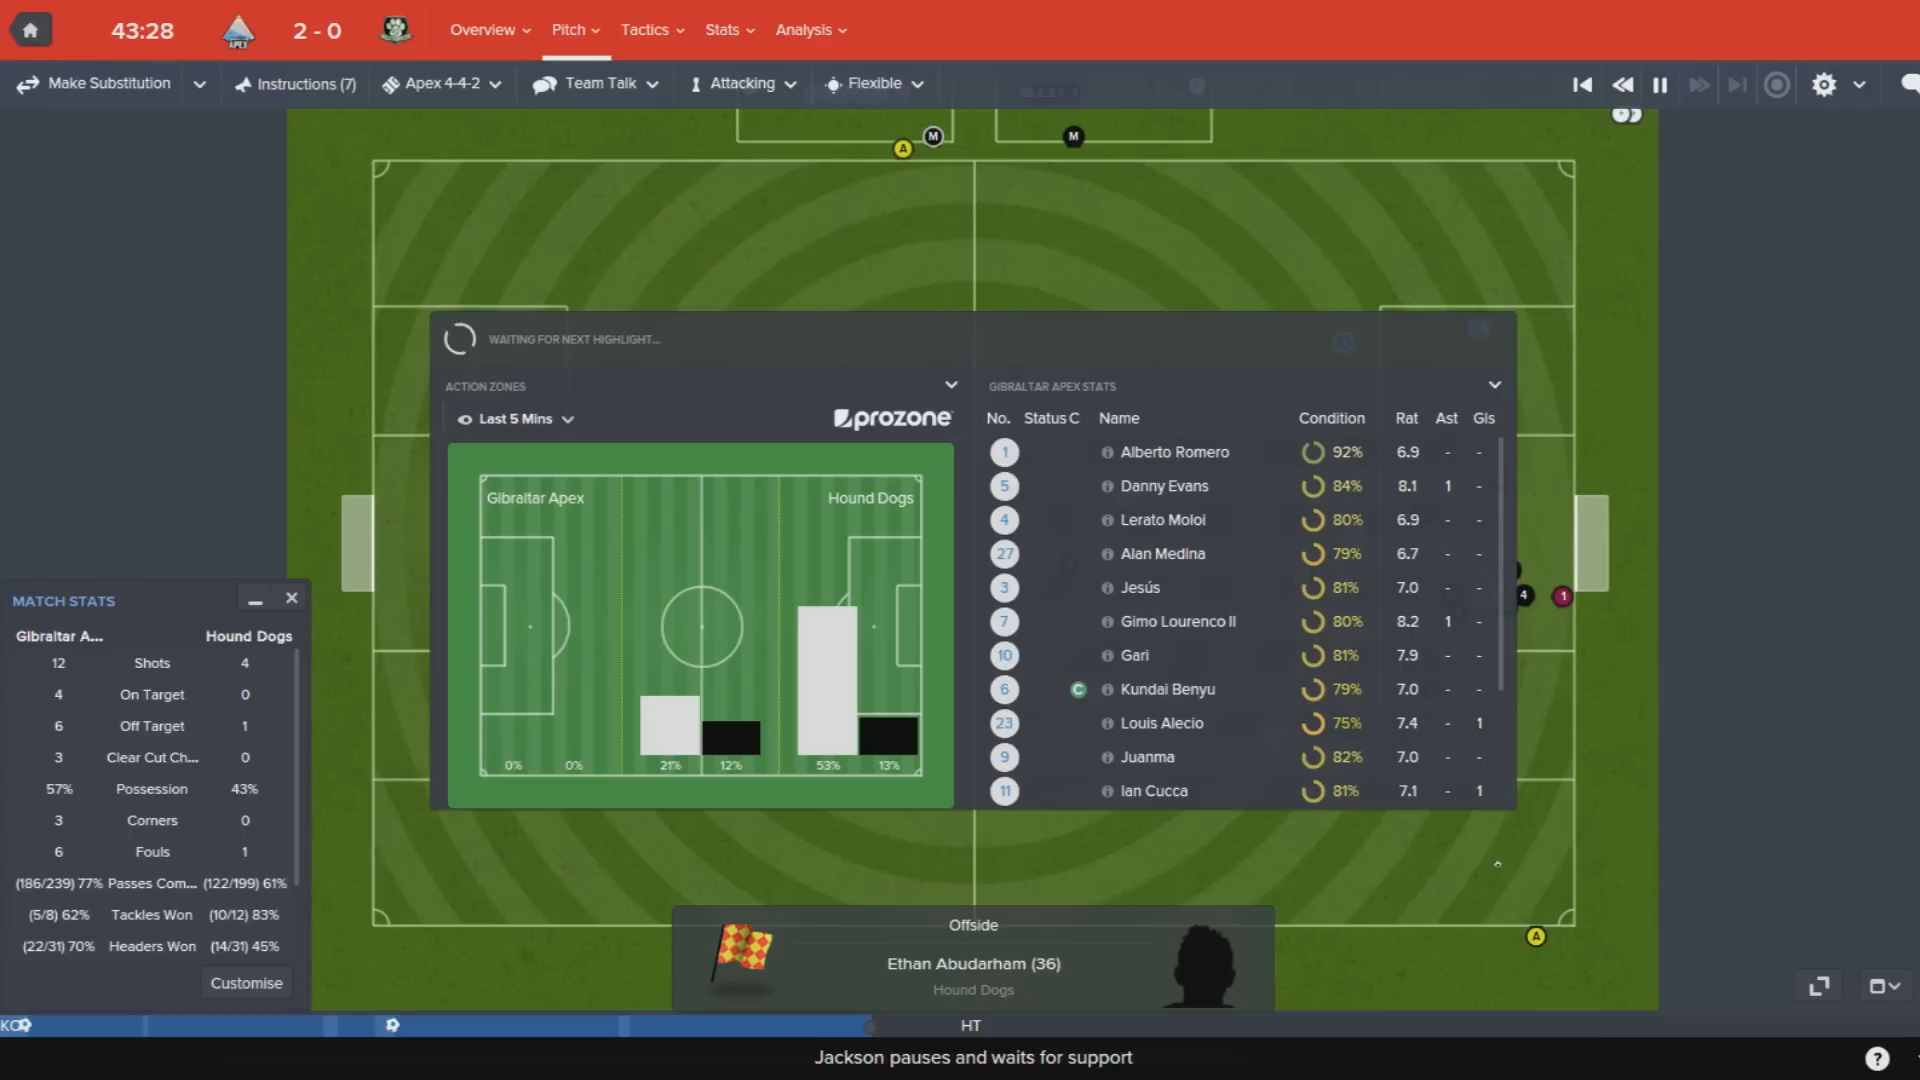 43:28
APEX
2 - 0
Overview
Pitch
Tactics
Stats
Analysis
Make Substitution
Instructions (7)
Apex 4-4-2
Team Talk
Attacking
Flexible
A
M
M
WAITING FOR NEXT HIGHLIGHT...
ACTION ZONES
Last 5 Mins
prozone
Gibraltar Apex
Hound Dogs
0% 0% 21% 12% 53% 13%
GIBRALTAR APEX STATS
No. Status C Name Condition Rat Ast Gls
1 Alberto Romero 92% 6.9 - -
5 Danny Evans 84% 8.1 1 -
4 Lerato Moloi 80% 6.9 - -
27 Alan Medina 79% 6.7 - -
3 Jesús 81% 7.0 - -
7 Gimo Lourenco II 80% 8.2 1 -
10 Gari 81% 7.9 - -
6 C Kundai Benyu 79% 7.0 - -
23 Louis Alecio 75% 7.4 - 1
9 Juanma 82% 7.0 - -
11 Ian Cucca 81% 7.1 - 1
4
1
A
MATCH STATS
Gibraltar A... Hound Dogs
12 Shots 4
4 On Target 0
6 Off Target 1
3 Clear Cut Ch... 0
57% Possession 43%
3 Corners 0
6 Fouls 1
(186/239) 77% Passes Com... (122/199) 61%
(5/8) 62% Tackles Won (10/12) 83%
(22/31) 70% Headers Won (14/31) 45%
Customise
Offside
Ethan Abudarham (36)
Hound Dogs
KO
HT
Jackson pauses and waits for support
?